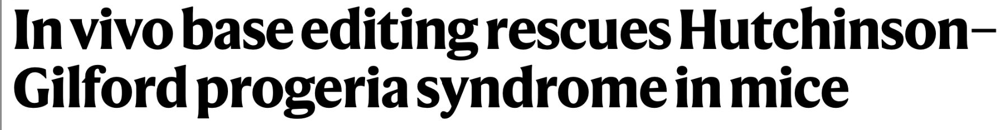 In vivo base editing rescues Hutchinson–
Gilford progeria syndrome in mice